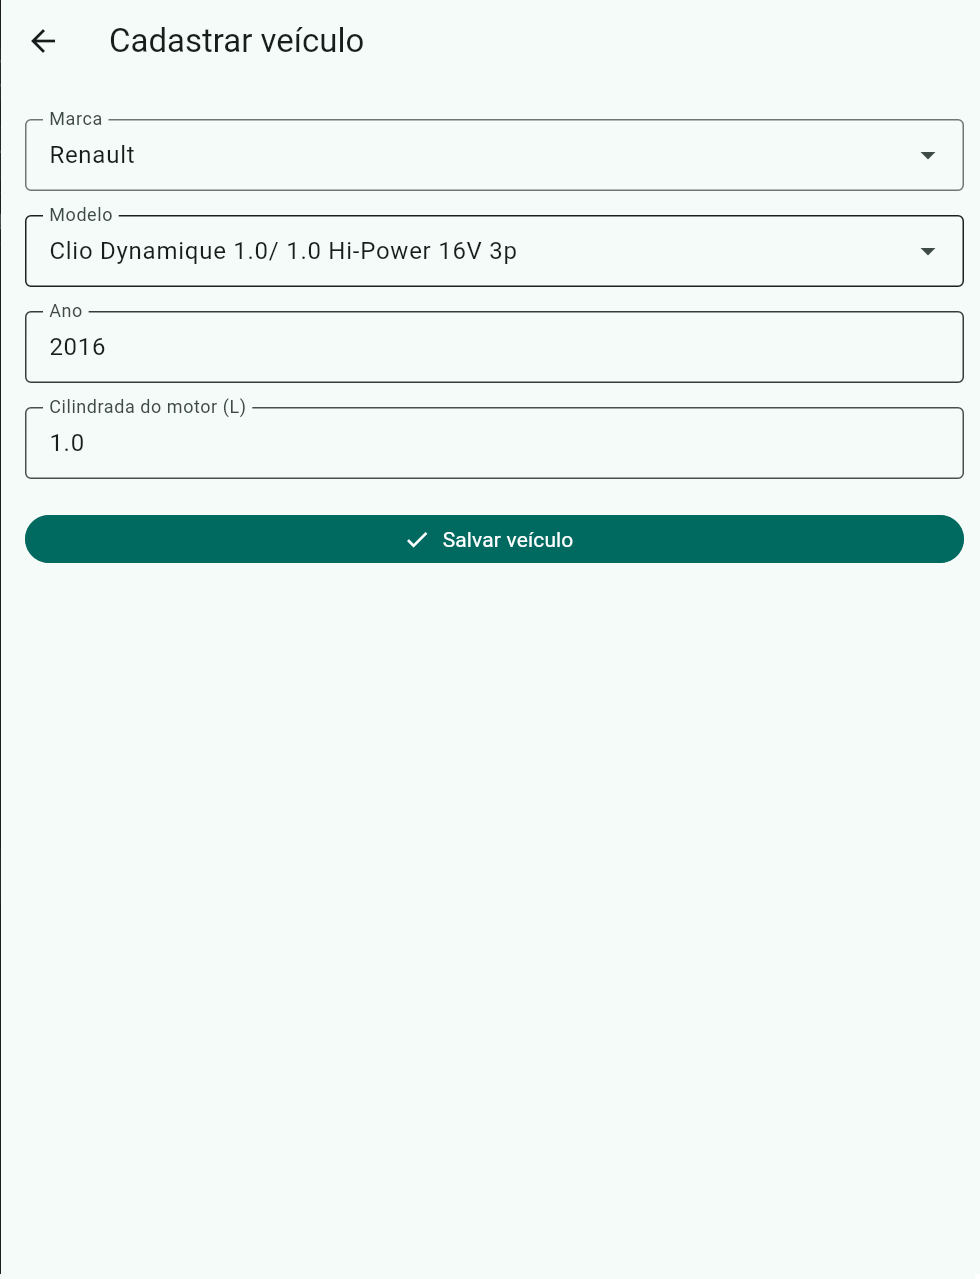 Cadastrar veículo
Marca
Renault
Modelo
Clio Dynamique 1.0/ 1.0 Hi-Power 16V 3p
Ano
2016
Cilindrada do motor (L)
1.0
Salvar veículo